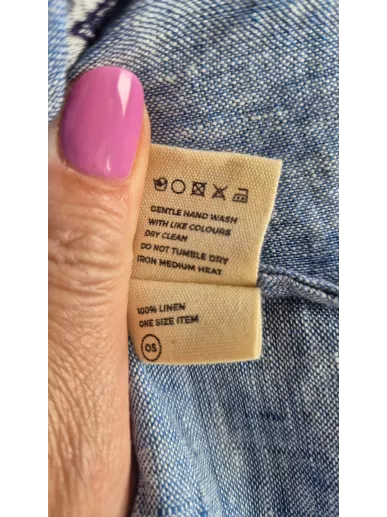 GENTLE HAND WASH
WITH LIKE COLOURS
DRY CLEAN
DO NOT TUMBLE DRY
IRON MEDIUM HEAT
100% LINEN
ONE SIZE ITEM
OS